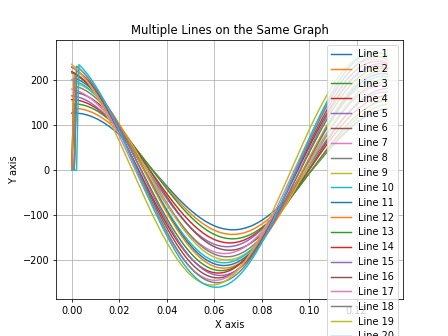 Multiple Lines on the Same Graph
Y axis
200
100
0
−100
−200
0.00
0.02
0.04
0.06
0.08
0.10
X axis
Line 1
Line 2
Line 3
Line 4
Line 5
Line 6
Line 7
Line 8
Line 9
Line 10
Line 11
Line 12
Line 13
Line 14
Line 15
Line 16
Line 17
Line 18
Line 19
Line 20